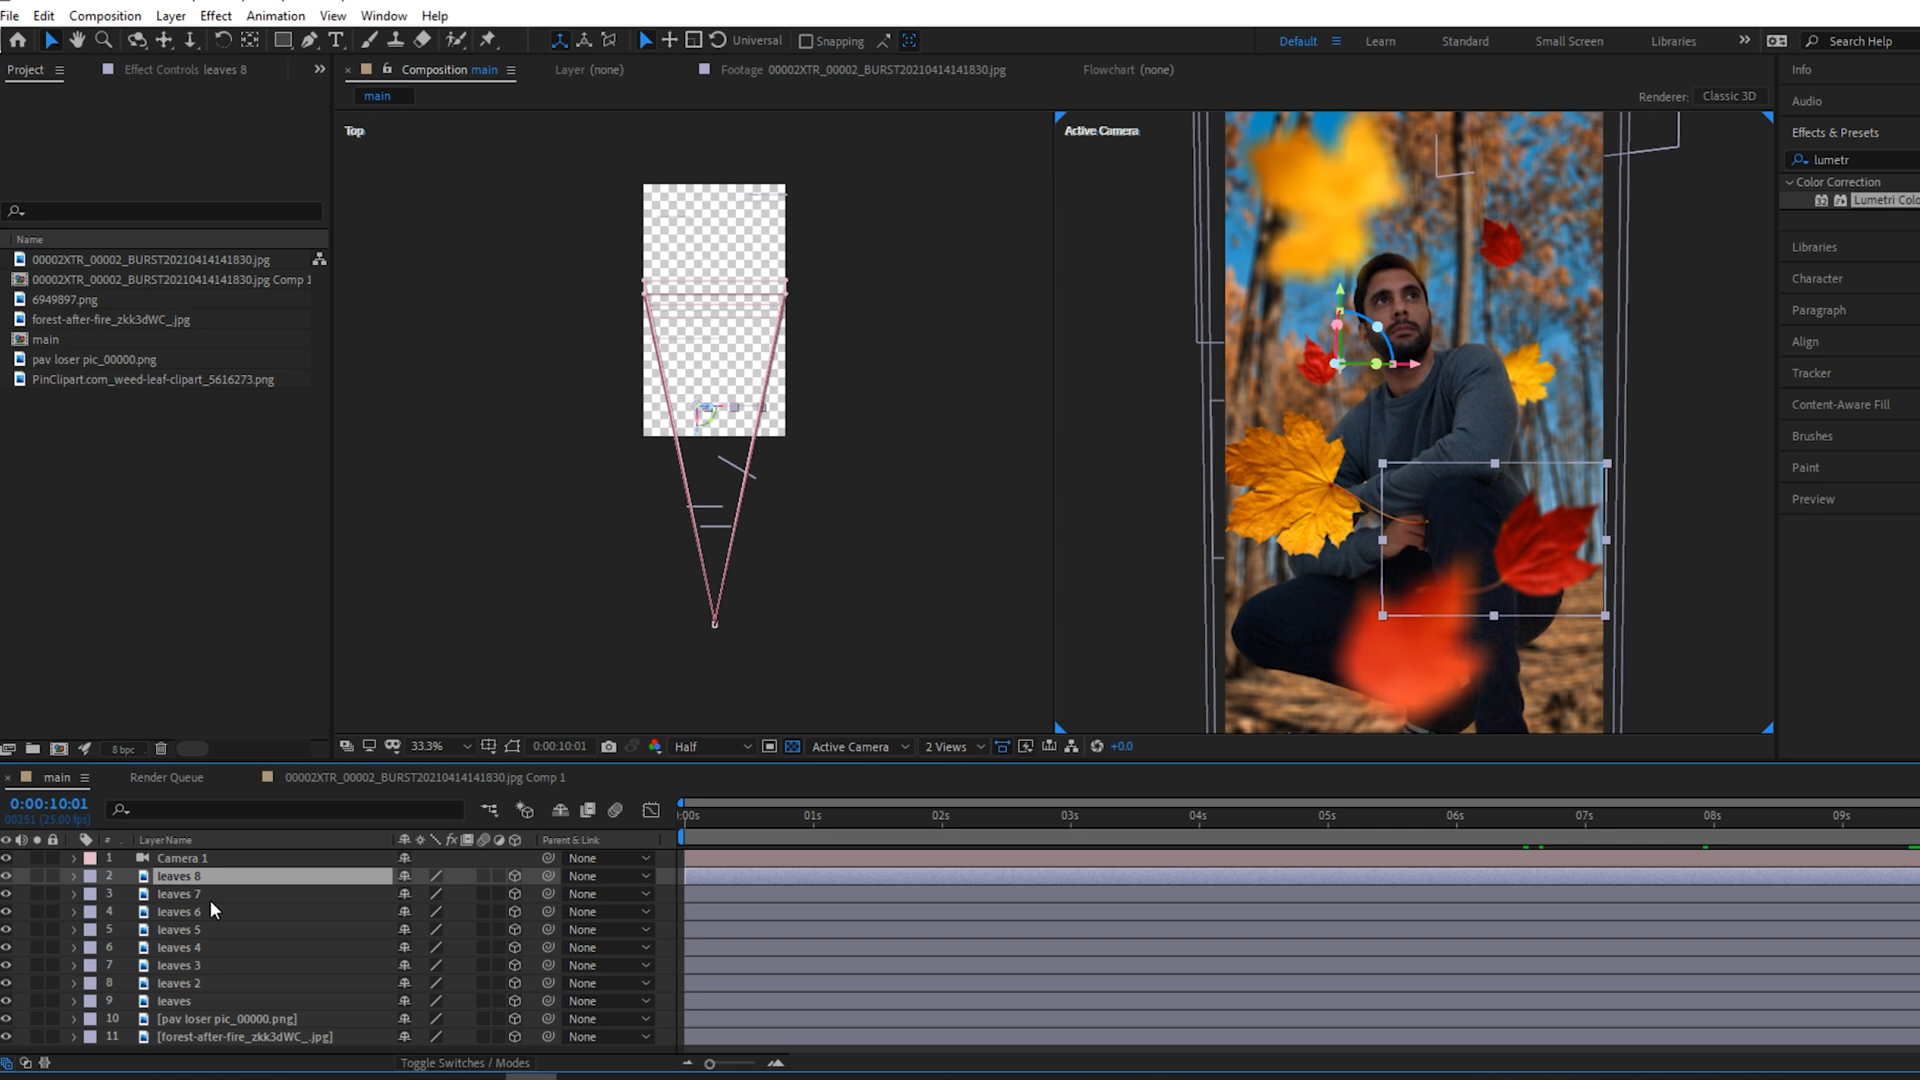 File Edit Composition Layer Effect Animation View Window Help
Universal Snapping Default Learn Standard Small Screen Libraries Search Help
Project Effect Controls leaves 8 Composition main Layer (none) Footage 00002XTR_00002_BURST20210414141830.jpg Flowchart (none) Info
main Renderer: Classic 3D
Audio
Top Active Camera Effects & Presets
lumetr
Color Correction
Lumetri Colo
Name
00002XTR_00002_BURST20210414141830.jpg
00002XTR_00002_BURST20210414141830.jpg Comp 1
6949897.png
forest-after-fire_zkk3dWC_.jpg
main
pav loser pic_00000.png
PinClipart.com_weed-leaf-clipart_5616273.png
Libraries
Character
Paragraph
Align
Tracker
Content-Aware Fill
Brushes
Paint
Preview
8 bpc 33.3% 0:00:10:01 Half Active Camera 2 Views +0.0
main Render Queue 00002XTR_00002_BURST20210414141830.jpg Comp 1
0:00:10:01
00251 (25.00 fps)
:00s 01s 02s 03s 04s 05s 06s 07s 08s 09s
# Layer Name fx Parent & Link
1 Camera 1 None
2 leaves 8 None
3 leaves 7 None
4 leaves 6 None
5 leaves 5 None
6 leaves 4 None
7 leaves 3 None
8 leaves 2 None
9 leaves None
10 [pav loser pic_00000.png] None
11 [forest-after-fire_zkk3dWC_.jpg] None
Toggle Switches / Modes